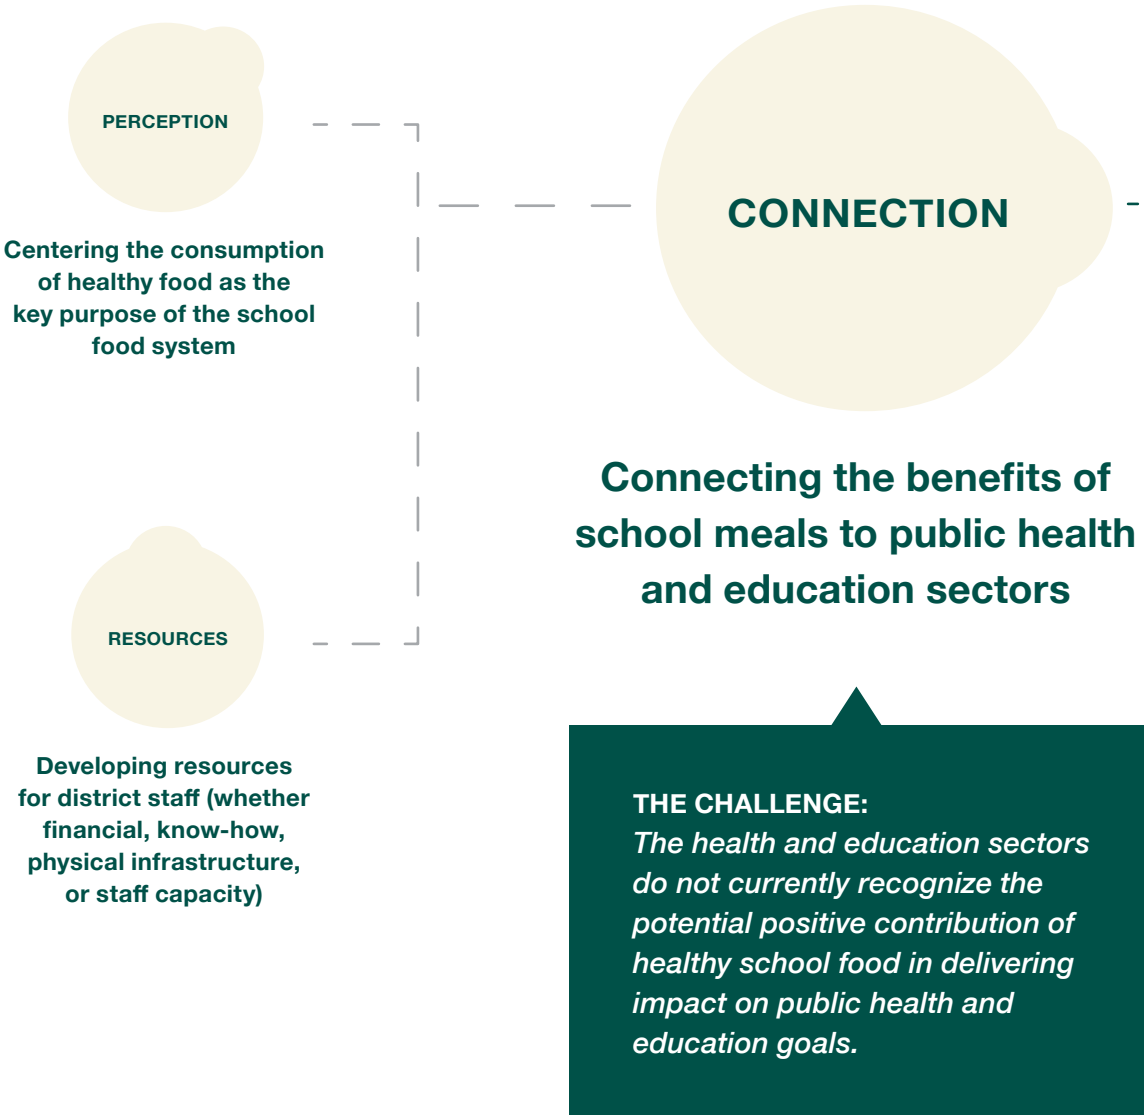 PERCEPTION
Centering the consumption
of healthy food as the
key purpose of the school
food system
RESOURCES
Developing resources
for district staff (whether
financial, know-how,
physical infrastructure,
or staff capacity)
CONNECTION
Connecting the benefits of
school meals to public health
and education sectors
THE CHALLENGE:
The health and education sectors
do not currently recognize the
potential positive contribution of
healthy school food in delivering
impact on public health and
education goals.